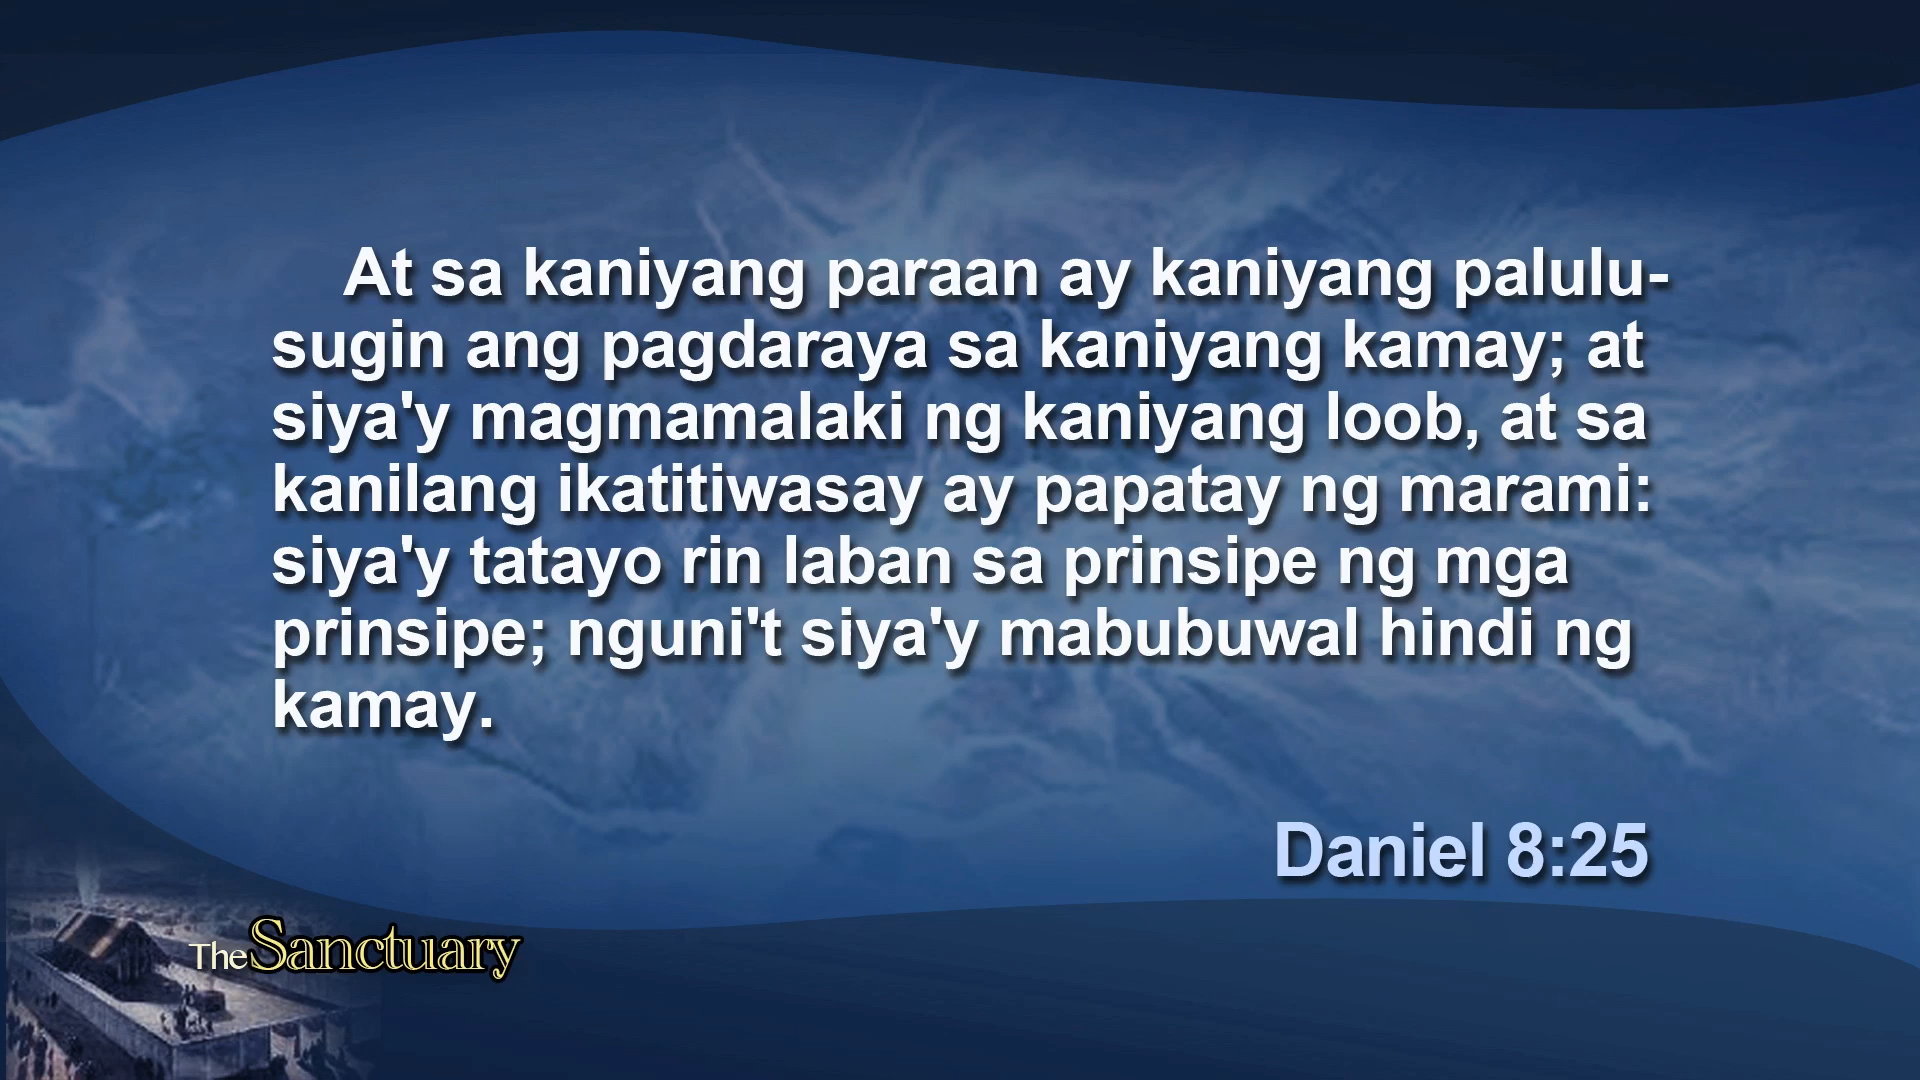 At sa kaniyang paraan ay kaniyang palulu-
sugin ang pagdaraya sa kaniyang kamay; at
siya'y magmamalaki ng kaniyang loob, at sa
kanilang ikatitiwasay ay papatay ng marami:
siya'y tatayo rin laban sa prinsipe ng mga
prinsipe; nguni't siya'y mabubuwal hindi ng
kamay.
Daniel 8:25
The Sanctuary